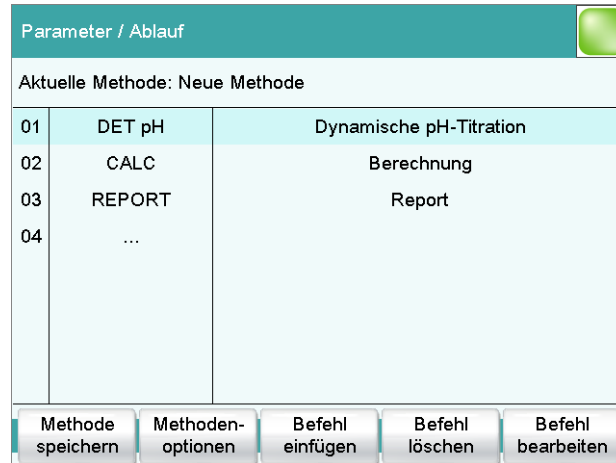 Parameter / Ablauf
Aktuelle Methode: Neue Methode
01 DET pH Dynamische pH-Titration
02 CALC Berechnung
03 REPORT Report
04 ...
Methode speichern
Methoden-optionen
Befehl einfügen
Befehl löschen
Befehl bearbeiten